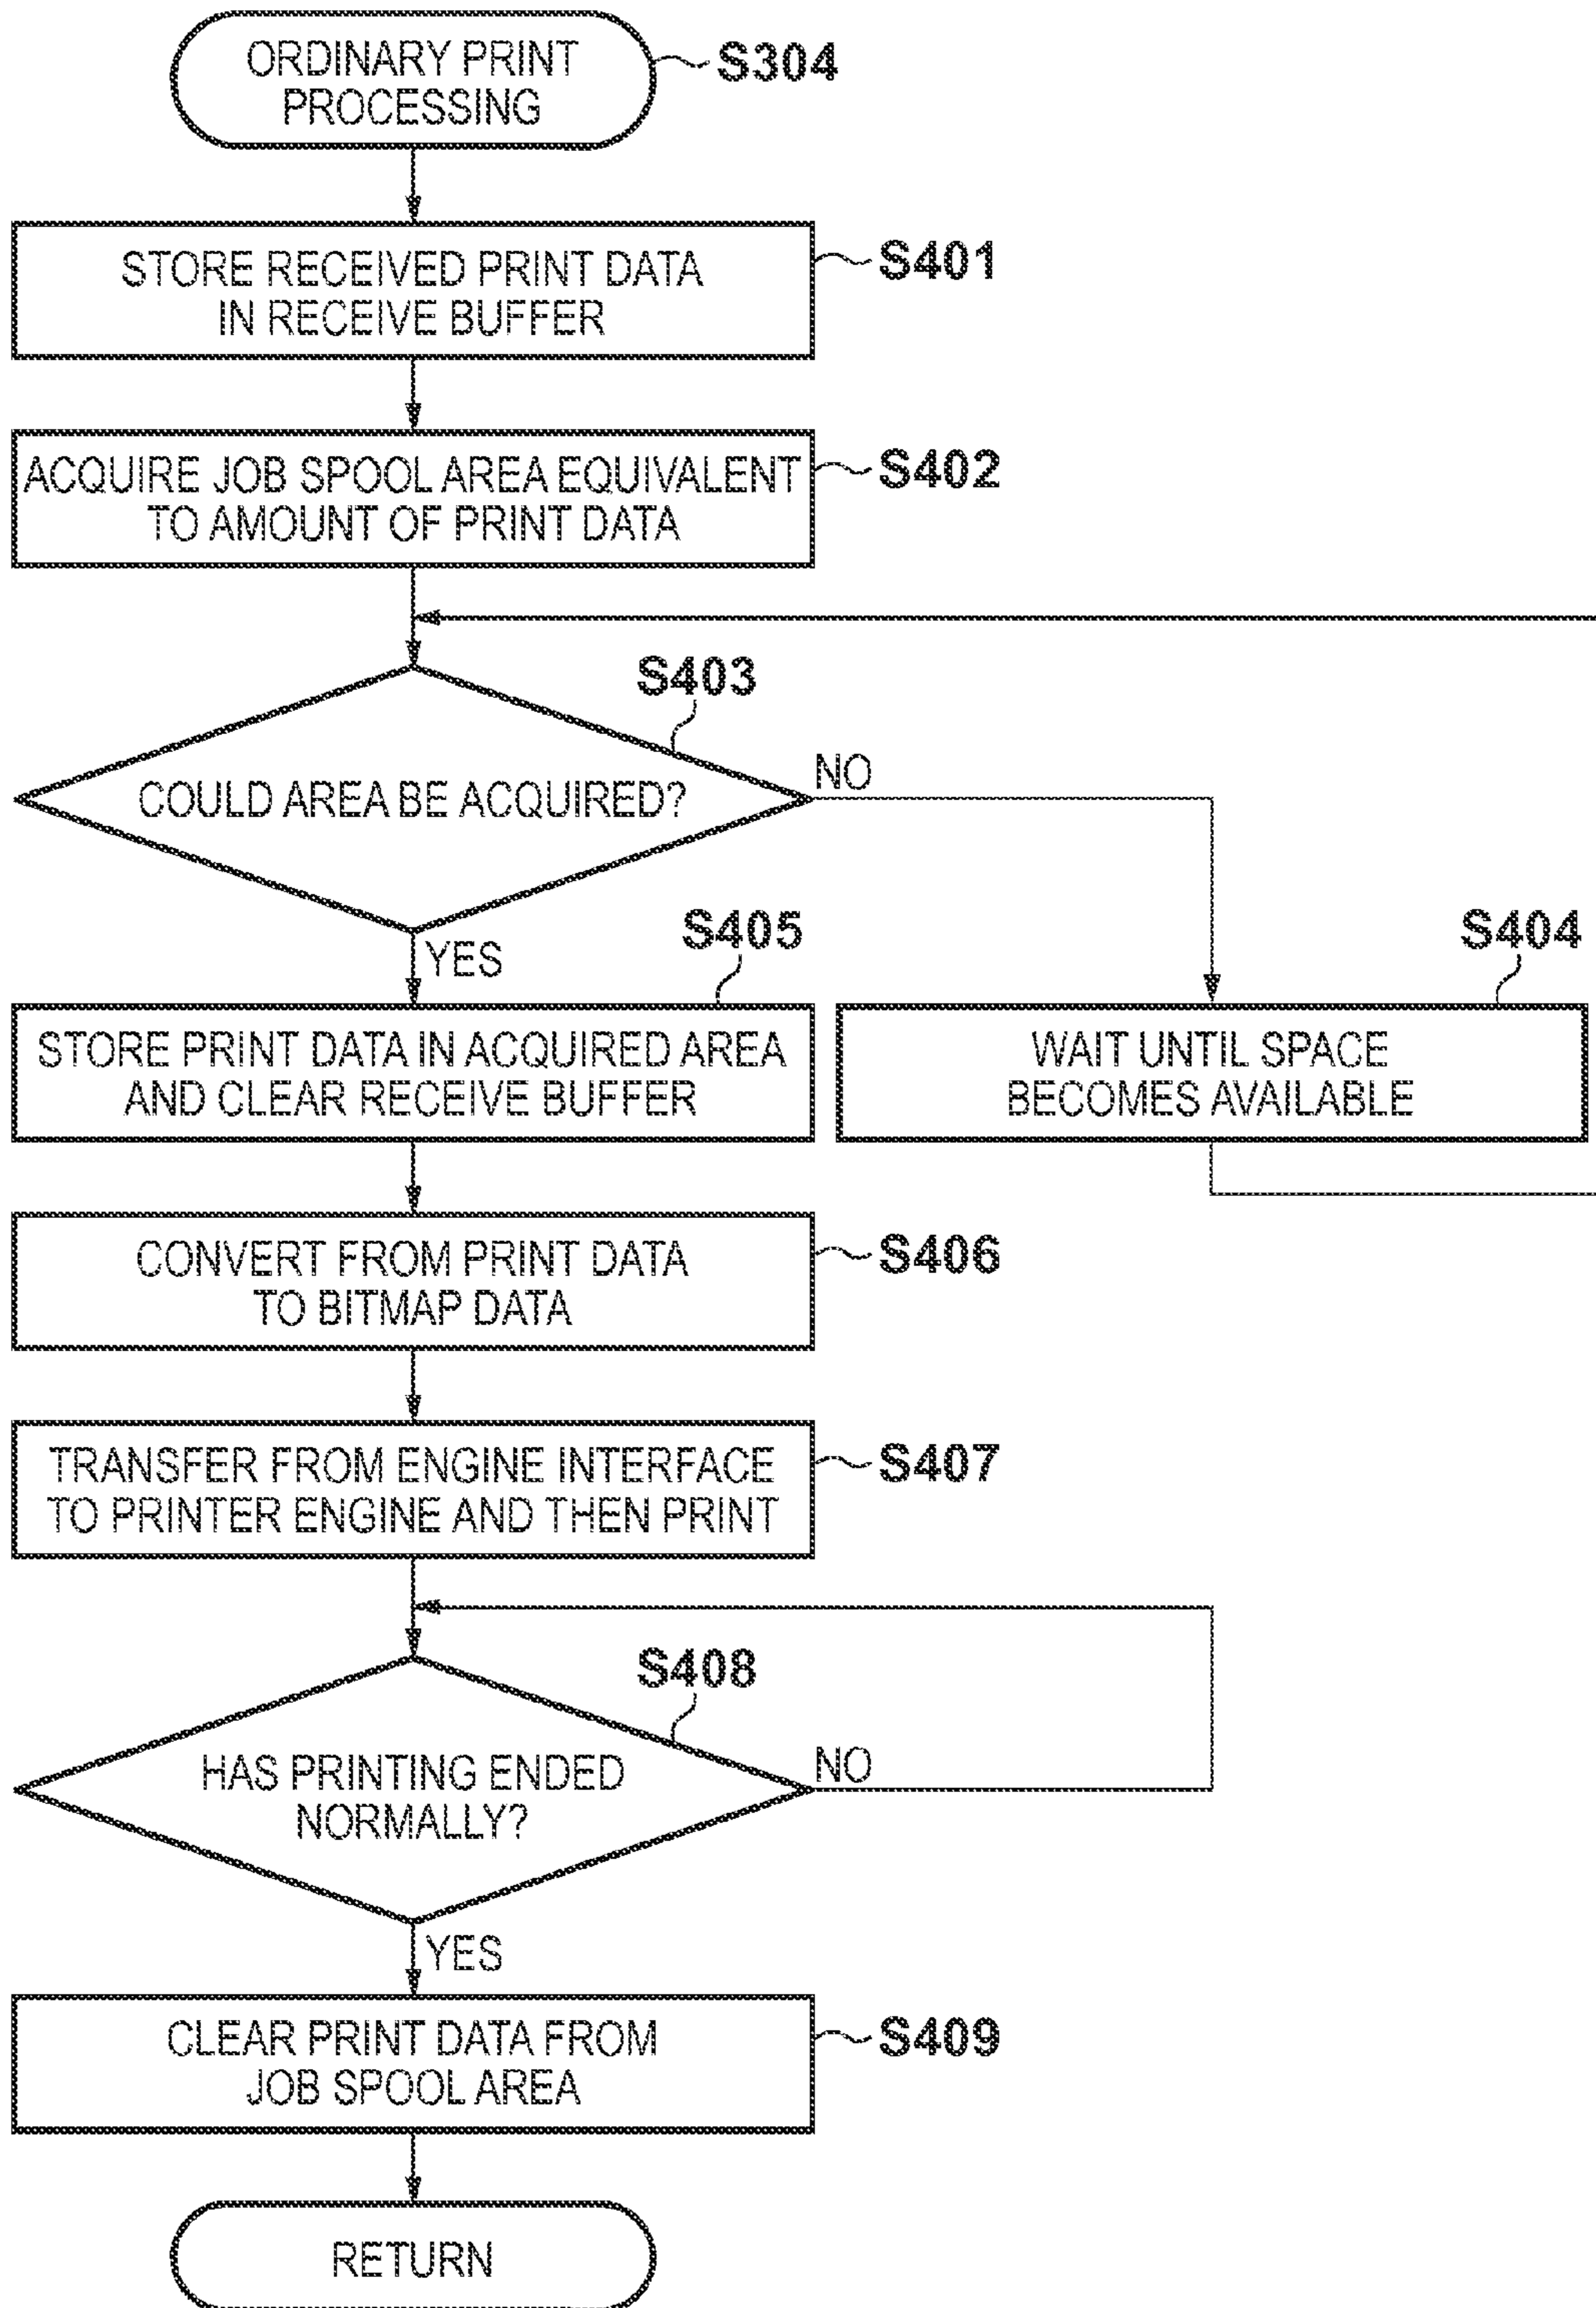 ORDINARY PRINT
PROCESSING
S304
STORE RECEIVED PRINT DATA
IN RECEIVE BUFFER
S401
ACQUIRE JOB SPOOL AREA EQUIVALENT
TO AMOUNT OF PRINT DATA
S402
S403
COULD AREA BE ACQUIRED?
NO
YES
S405
STORE PRINT DATA IN ACQUIRED AREA
AND CLEAR RECEIVE BUFFER
S404
WAIT UNTIL SPACE
BECOMES AVAILABLE
CONVERT FROM PRINT DATA
TO BITMAP DATA
S406
TRANSFER FROM ENGINE INTERFACE
TO PRINTER ENGINE AND THEN PRINT
S407
S408
HAS PRINTING ENDED
NORMALLY?
NO
YES
CLEAR PRINT DATA FROM
JOB SPOOL AREA
S409
RETURN